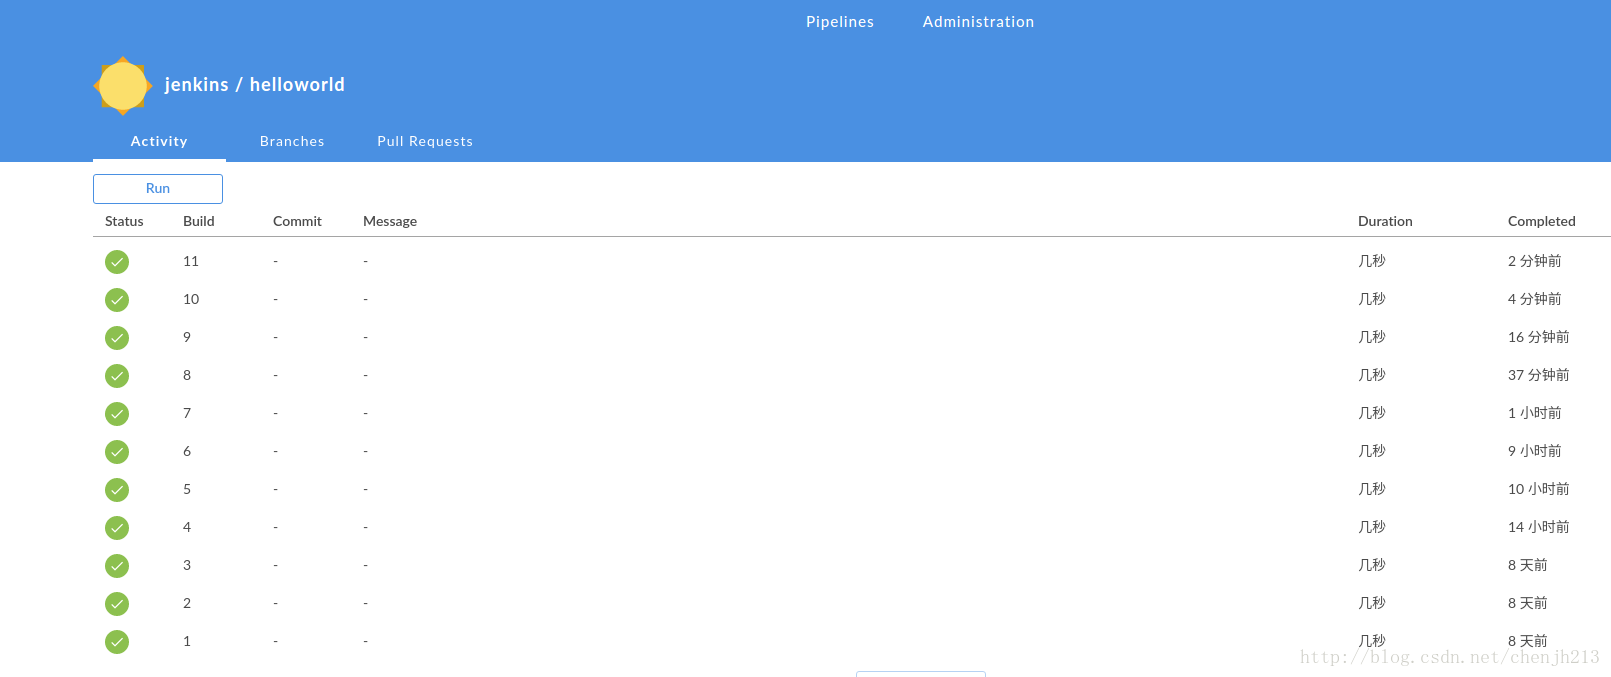 Pipelines Administration
jenkins / helloworld
Activity Branches Pull Requests
Run
Status Build Commit Message Duration Completed
11 - - 几秒 2 分钟前
10 - - 几秒 4 分钟前
9 - - 几秒 16 分钟前
8 - - 几秒 37 分钟前
7 - - 几秒 1 小时前
6 - - 几秒 9 小时前
5 - - 几秒 10 小时前
4 - - 几秒 14 小时前
3 - - 几秒 8 天前
2 - - 几秒 8 天前
1 - - 几秒 8 天前
http://blog.csdn.net/chenjh213